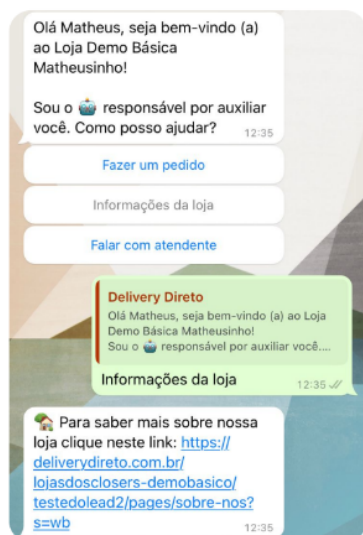 Olá Matheus, seja bem-vindo (a)
ao Loja Demo Básica
Matheusinho!
Sou o 🤖 responsável por auxiliar
você. Como posso ajudar?
12:35
Fazer um pedido
Informações da loja
Falar com atendente
Delivery Direto
Olá Matheus, seja bem-vindo (a) ao Loja
Demo Básica Matheusinho!
Sou o 🤖 responsável por auxiliar você....
Informações da loja
12:35
🏡 Para saber mais sobre nossa
loja clique neste link: https://
deliverydireto.com.br/
lojasdosclosers-demobasico/
testedolead2/pages/sobre-nos?
s=wb
12:35